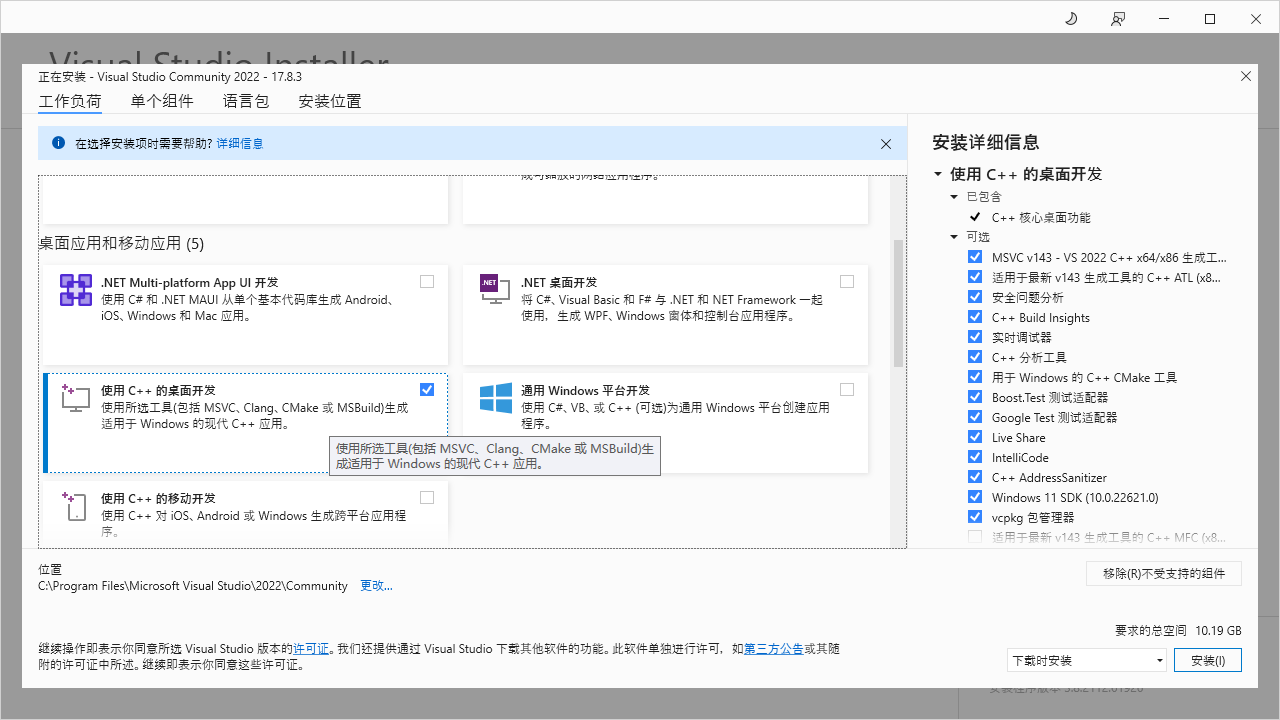 Visual Studio Installer
正在安装 - Visual Studio Community 2022 - 17.8.3
工作负荷 单个组件 语言包 安装位置
在选择安装项时需要帮助? 详细信息
成可缩放的网络应用程序。
桌面应用和移动应用 (5)
.NET Multi-platform App UI 开发
使用 C# 和 .NET MAUI 从单个基本代码库生成 Android、
iOS、Windows 和 Mac 应用。
.NET
.NET 桌面开发
将 C#、Visual Basic 和 F# 与 .NET 和 .NET Framework 一起
使用，生成 WPF、Windows 窗体和控制台应用程序。
使用 C++ 的桌面开发
使用所选工具(包括 MSVC、Clang、CMake 或 MSBuild)生成
适用于 Windows 的现代 C++ 应用。
通用 Windows 平台开发
使用 C#、VB、或 C++ (可选)为通用 Windows 平台创建应用
程序。
使用所选工具(包括 MSVC、Clang、CMake 或 MSBuild)生
成适用于 Windows 的现代 C++ 应用。
使用 C++ 的移动开发
使用 C++ 对 iOS、Android 或 Windows 生成跨平台应用程
序。
安装详细信息
使用 C++ 的桌面开发
已包含
C++ 核心桌面功能
可选
MSVC v143 - VS 2022 C++ x64/x86 生成工...
适用于最新 v143 生成工具的 C++ ATL (x8...
安全问题分析
C++ Build Insights
实时调试器
C++ 分析工具
用于 Windows 的 C++ CMake 工具
Boost.Test 测试适配器
Google Test 测试适配器
Live Share
IntelliCode
C++ AddressSanitizer
Windows 11 SDK (10.0.22621.0)
vcpkg 包管理器
适用于最新 v143 生成工具的 C++ MFC (x8...
位置
C:\Program Files\Microsoft Visual Studio\2022\Community 更改...
移除(R)不受支持的组件
要求的总空间 10.19 GB
继续操作即表示你同意所选 Visual Studio 版本的许可证。我们还提供通过 Visual Studio 下载其他软件的功能。此软件单独进行许可，如第三方公告或其随
附的许可证中所述。继续即表示你同意这些许可证。
下载时安装
安装(I)
安装程序版本